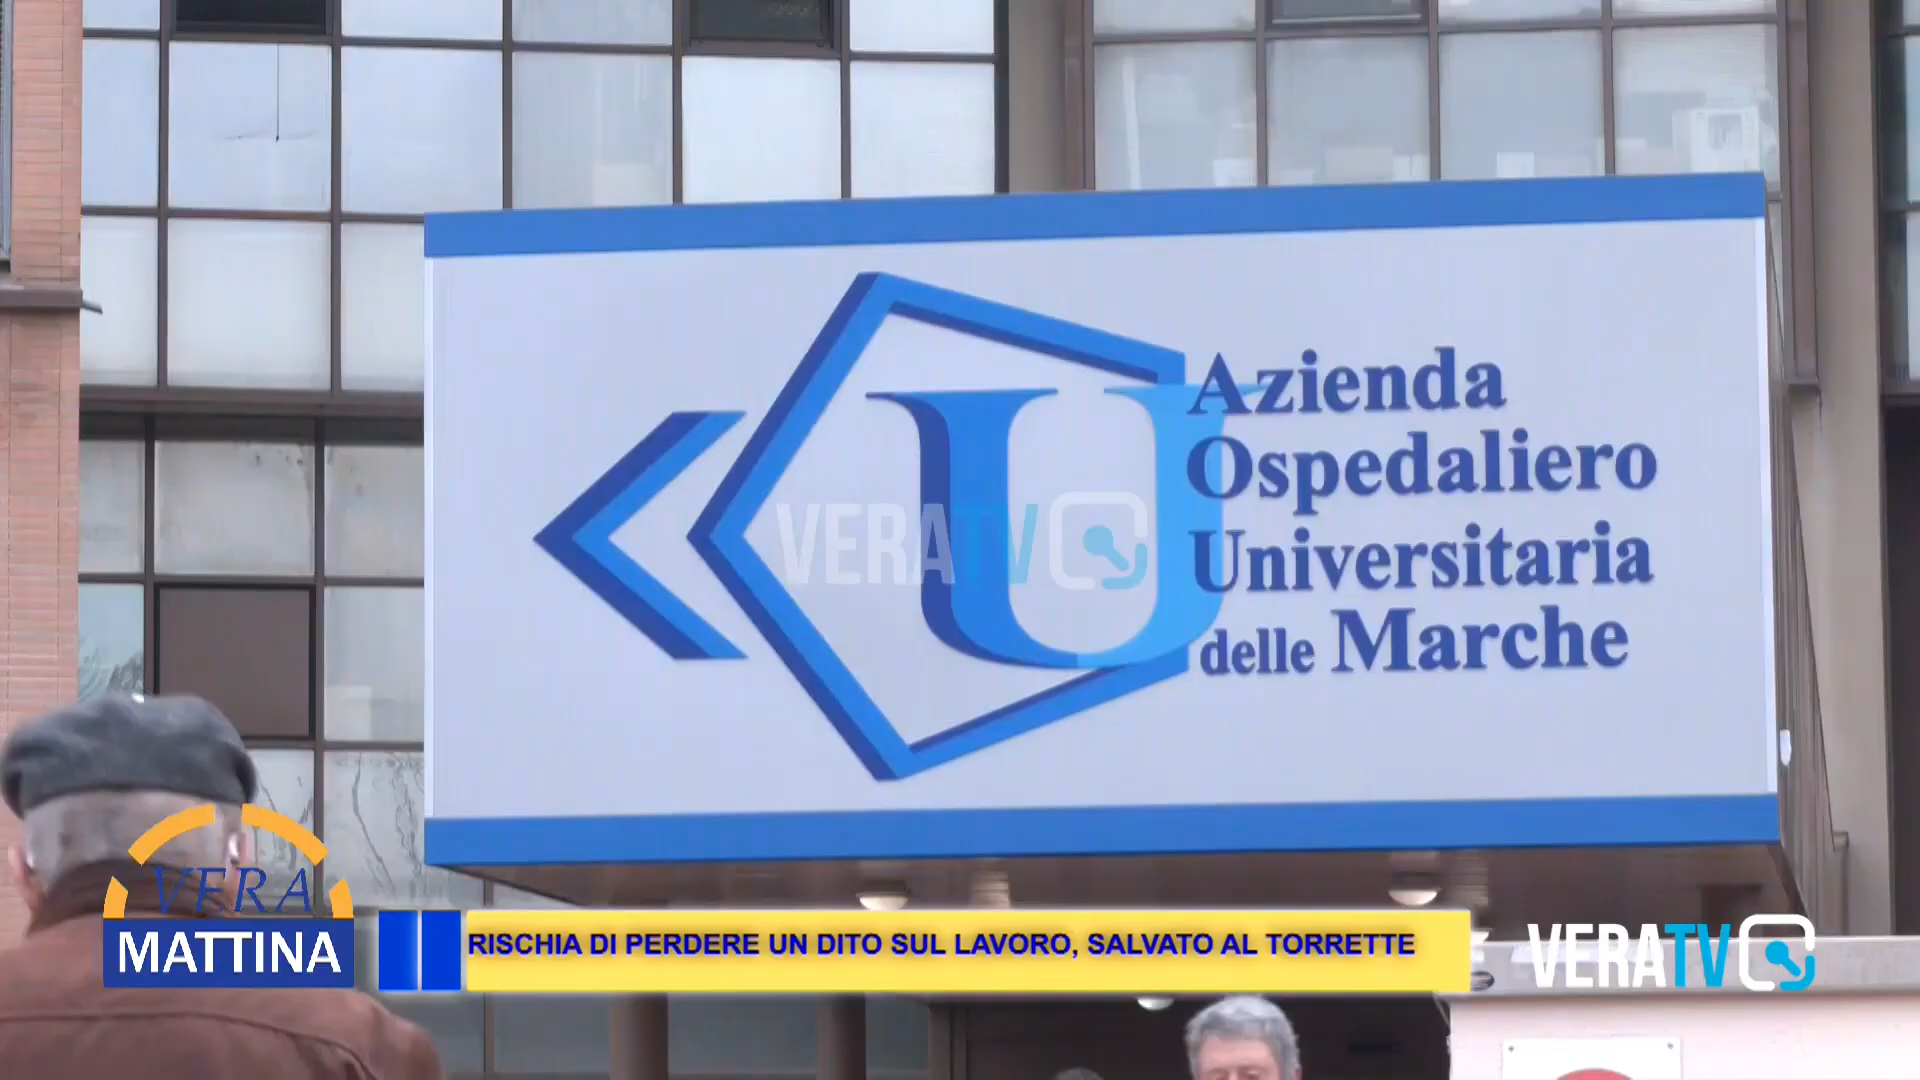 U
Azienda
Ospedaliero
Universitaria
delle Marche
VERATV
VERA
MATTINA
RISCHIA DI PERDERE UN DITO SUL LAVORO, SALVATO AL TORRETTE
VERATV